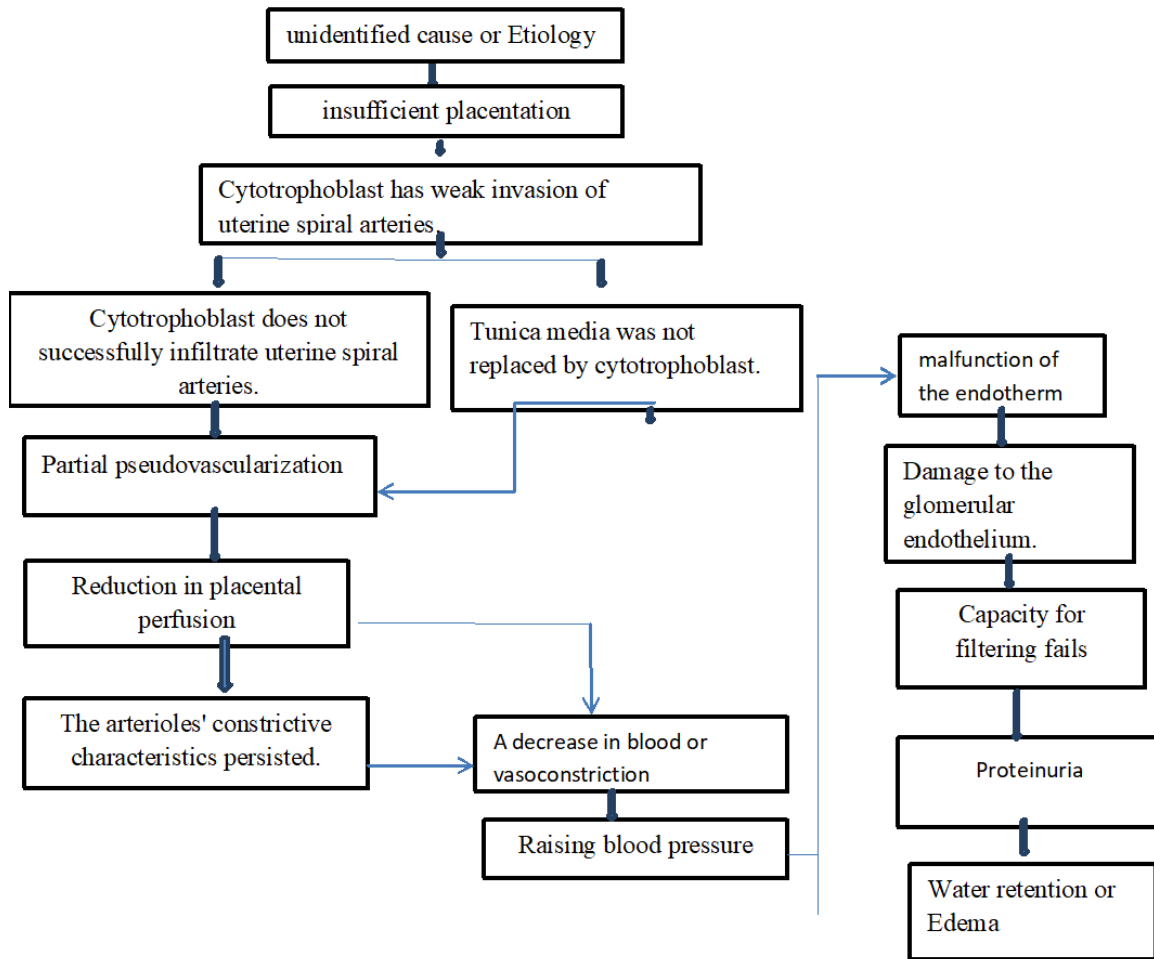 unidentified cause or Etiology
insufficient placentation
Cytotrophoblast has weak invasion of
uterine spiral arteries.
Cytotrophoblast does not
successfully infiltrate uterine spiral
arteries.
Tunica media was not
replaced by cytotrophoblast.
Partial pseudovascularization
Reduction in placental
perfusion
The arterioles' constrictive
characteristics persisted.
A decrease in blood or
vasoconstriction
Raising blood pressure
malfunction of
the endotherm
Damage to the
glomerular
endothelium.
Capacity for
filtering fails
Proteinuria
Water retention or
Edema